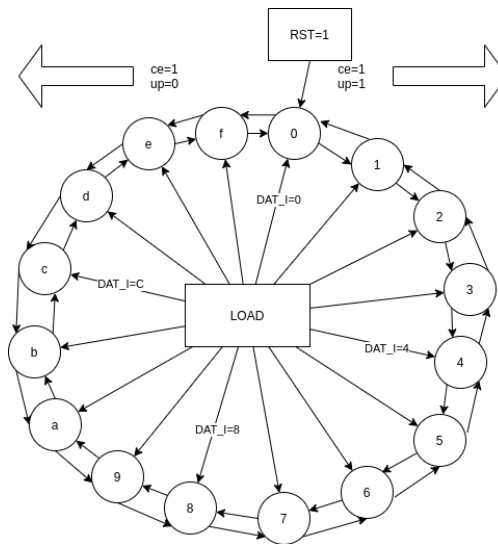 RST=1
ce=1
up=0
ce=1
up=1
0
f
e
1
d
2
DAT_I=0
c
DAT_I=C
3
LOAD
b
DAT_I=4
4
a
DAT_I=8
5
9
6
8
7